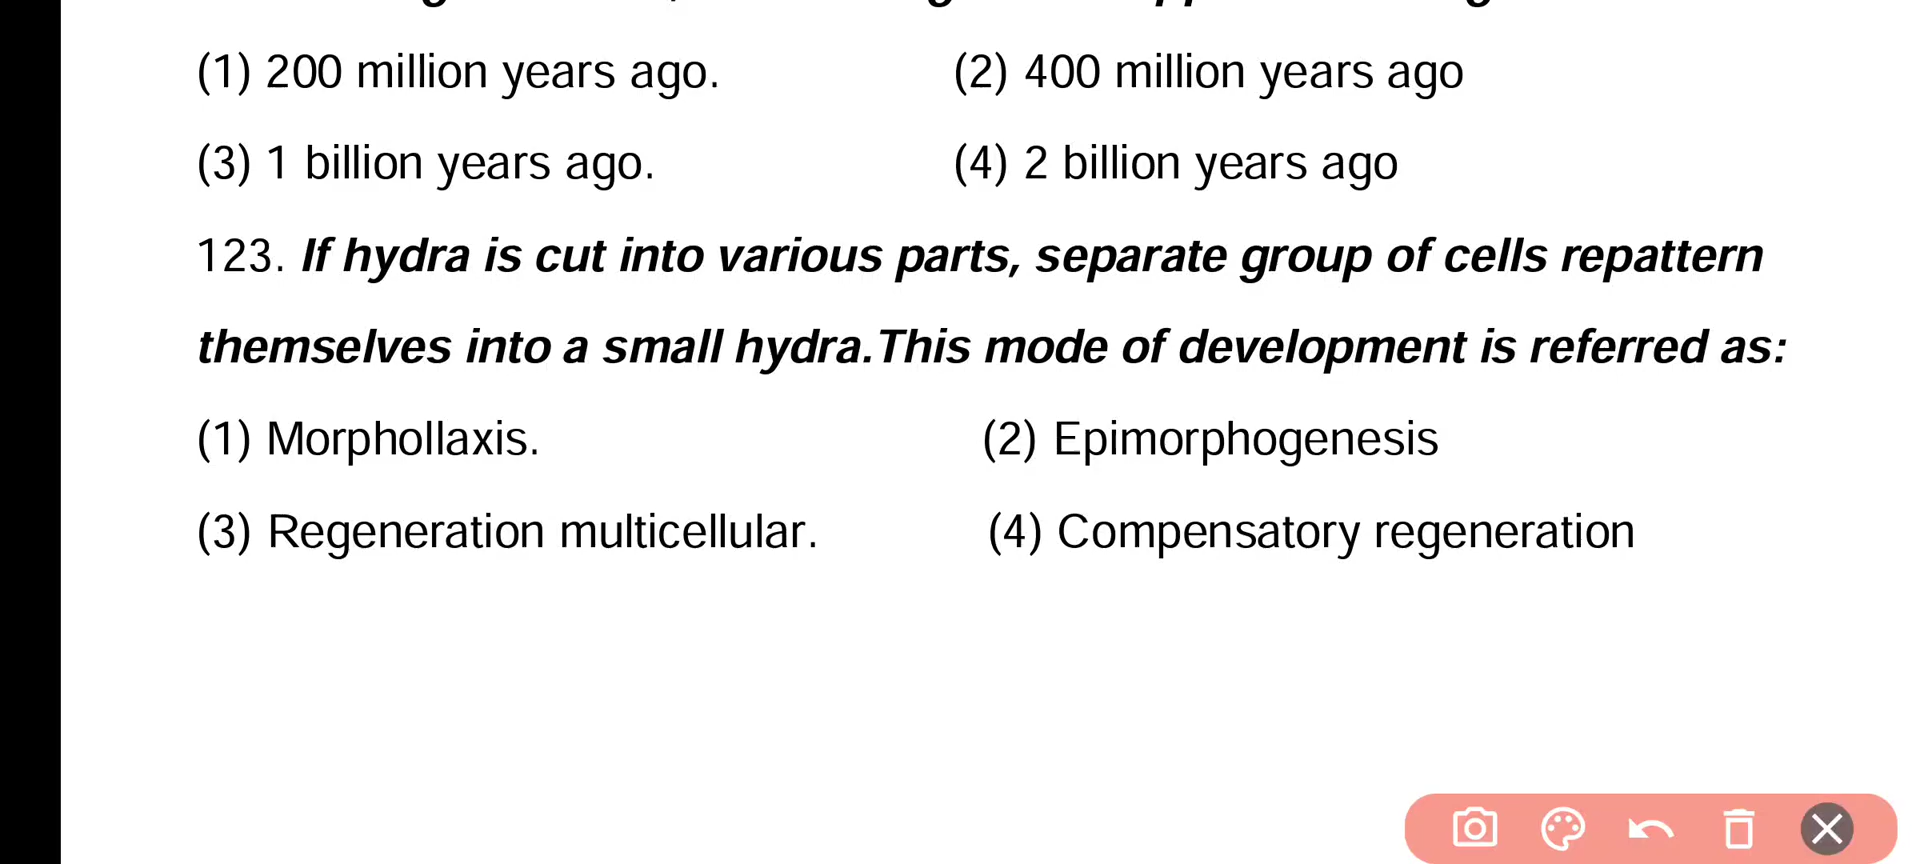 (1) 200 million years ago. (2) 400 million years ago
(3) 1 billion years ago. (4) 2 billion years ago
123. If hydra is cut into various parts, separate group of cells repattern
themselves into a small hydra.This mode of development is referred as:
(1) Morphollaxis. (2) Epimorphogenesis
(3) Regeneration multicellular. (4) Compensatory regeneration